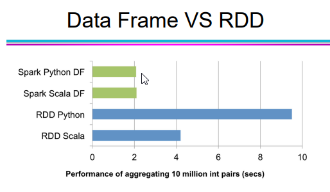 Data Frame VS RDD
Spark Python DF
Spark Scala DF
RDD Python
RDD Scala
0 2 4 6 8 10
Performance of aggregating 10 million int pairs (secs)